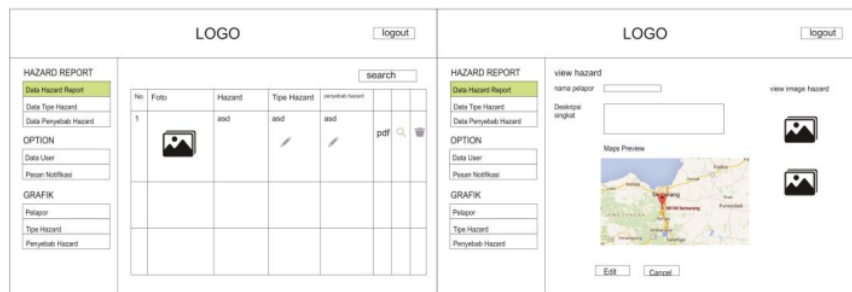 LOGO
logout
HAZARD REPORT
Data Hazard Report
Data Tipe Hazard
Data Penyebab Hazard
OPTION
Data User
Pesan Notifikasi
GRAFIK
Pelapor
Tipe Hazard
Penyebab Hazard
search
No Foto Hazard Tipe Hazard penyebab hazard
1 asd asd asd
pdf
LOGO
logout
HAZARD REPORT
Data Hazard Report
Data Tipe Hazard
Data Penyebab Hazard
OPTION
Data User
Pesan Notifikasi
GRAFIK
Pelapor
Tipe Hazard
Penyebab Hazard
view hazard
nama pelapor
Deskripsi
singkat
view image hazard
Maps Preview
Semarang
Edit
Cancel